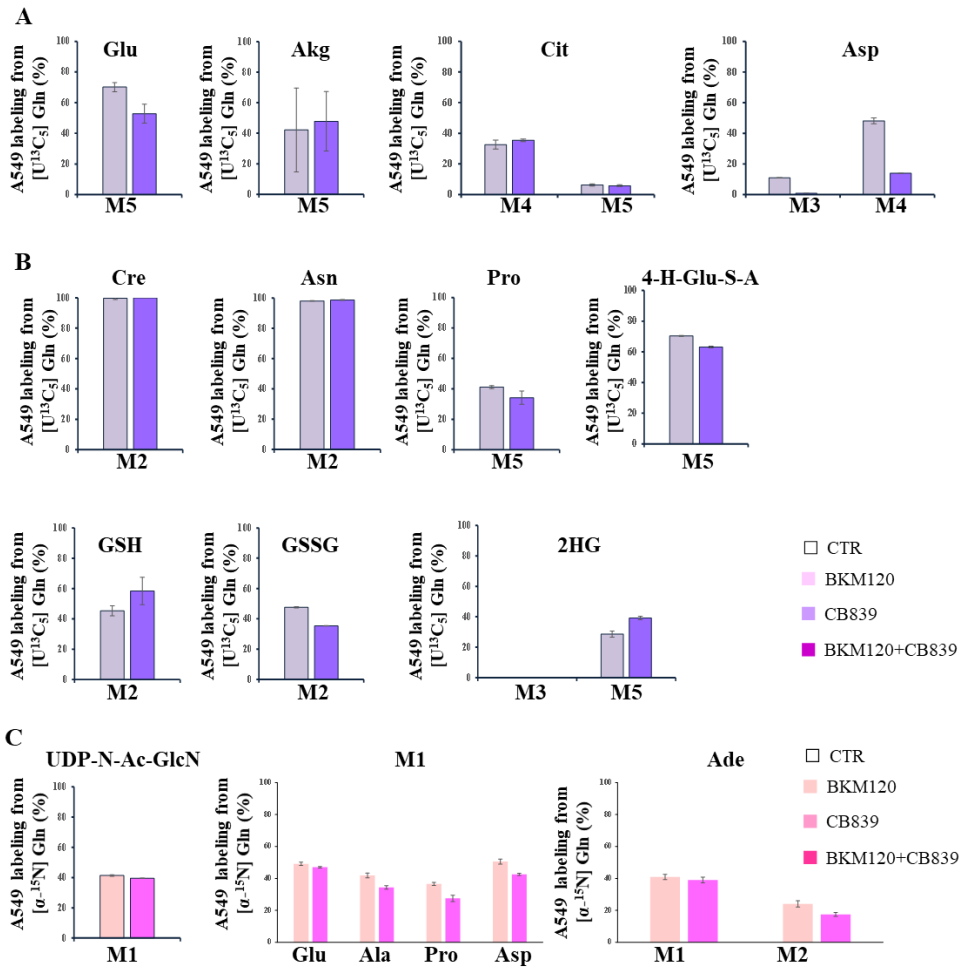 A
Glu
A549 labeling from
[U¹³C₅] Gln (%)
100
80
60
40
20
0
M5
Akg
A549 labeling from
[U¹³C₅] Gln (%)
100
80
60
40
20
0
M5
Cit
A549 labeling from
[U¹³C₅] Gln (%)
100
80
60
40
20
0
M4 M5
Asp
A549 labeling from
[U¹³C₅] Gln (%)
100
80
60
40
20
0
M3 M4
B
Cre
A549 labeling from
[U¹³C₅] Gln (%)
100
80
60
40
20
0
M2
Asn
A549 labeling from
[U¹³C₅] Gln (%)
100
80
60
40
20
0
M2
Pro
A549 labeling from
[U¹³C₅] Gln (%)
100
80
60
40
20
0
M5
4-H-Glu-S-A
A549 labeling from
[U¹³C₅] Gln (%)
100
80
60
40
20
0
M5
GSH
A549 labeling from
[U¹³C₅] Gln (%)
100
80
60
40
20
0
M2
GSSG
A549 labeling from
[U¹³C₅] Gln (%)
100
80
60
40
20
0
M2
2HG
A549 labeling from
[U¹³C₅] Gln (%)
100
80
60
40
20
0
M3 M5
CTR
BKM120
CB839
BKM120+CB839
C
UDP-N-Ac-GlcN
A549 labeling from
[α-¹⁵N] Gln (%)
100
80
60
40
20
0
M1
M1
A549 labeling from
[α-¹⁵N] Gln (%)
100
80
60
40
20
0
Glu Ala Pro Asp
Ade
A549 labeling from
[α-¹⁵N] Gln (%)
100
80
60
40
20
0
M1 M2
CTR
BKM120
CB839
BKM120+CB839